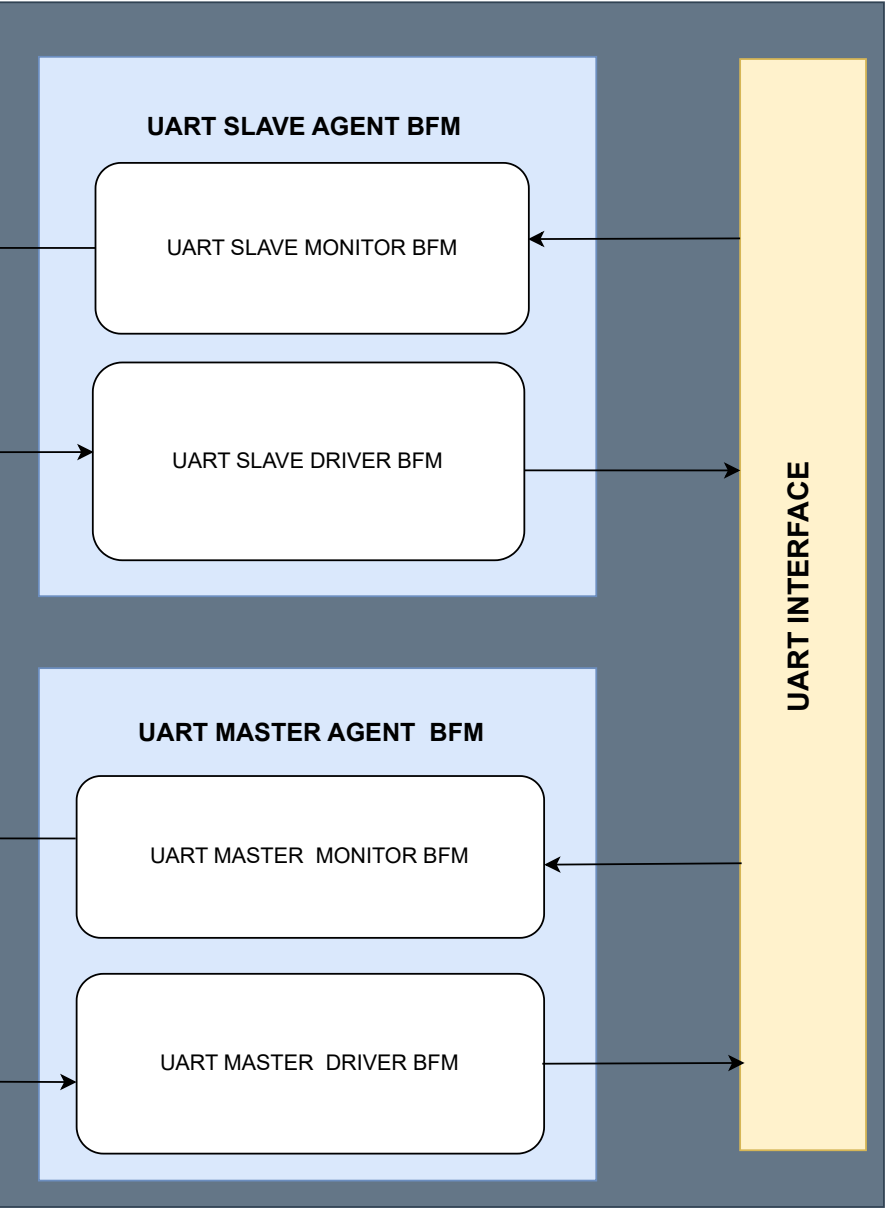 UART SLAVE AGENT BFM
UART SLAVE MONITOR BFM
UART SLAVE DRIVER BFM
UART INTERFACE
UART MASTER AGENT  BFM
UART MASTER  MONITOR BFM
UART MASTER  DRIVER BFM